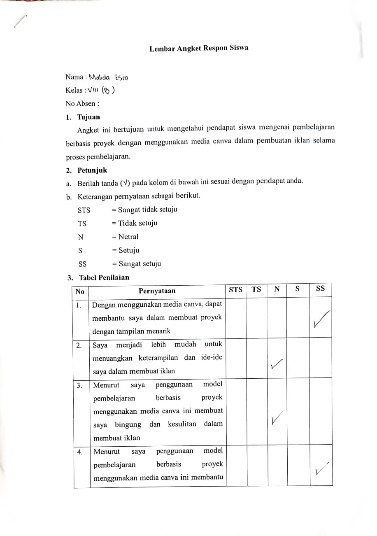 Lembar Angket Respon Siswa
Nama :
Kelas : VIII (B)
No Absen :
1. Tujuan
Angket ini bertujuan untuk mengetahui pendapat siswa mengenai pembelajaran
berbasis proyek dengan menggunakan media canva dalam pembuatan iklan selama
proses pembelajaran.
2. Petunjuk
a. Berilah tanda (√) pada kolom di bawah ini sesuai dengan pendapat anda.
b. Keterangan pernyataan sebagai berikut.
STS = Sangat tidak setuju
TS = Tidak setuju
N = Netral
S = Setuju
SS = Sangat setuju
3. Tabel Penilaian
No Pernyataan STS TS N S SS
1. Dengan menggunakan media canva, dapat
membantu saya dalam membuat proyek
dengan tampilan menarik ✓
2. Saya menjadi lebih mudah untuk
menuangkan keterampilan dan ide-ide
saya dalam membuat iklan ✓
3. Menurut saya penggunaan model
pembelajaran berbasis proyek
menggunakan media canva ini membuat
saya bingung dan kesulitan dalam ✓
membuat iklan
4. Menurut saya penggunaan model
pembelajaran berbasis proyek ✓
menggunakan media canva ini membantu